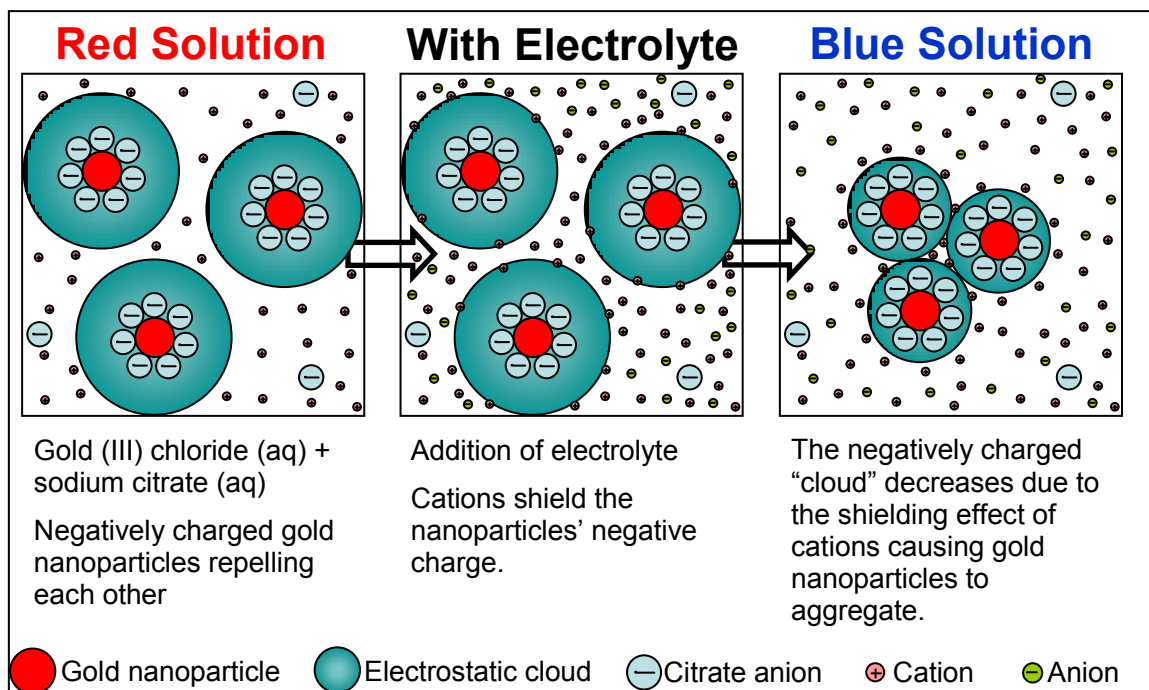 Red Solution
With Electrolyte
Blue Solution
Gold (III) chloride (aq) +
sodium citrate (aq)
Negatively charged gold
nanoparticles repelling
each other
Addition of electrolyte
Cations shield the
nanoparticles’ negative
charge.
The negatively charged
“cloud” decreases due to
the shielding effect of
cations causing gold
nanoparticles to
aggregate.
Gold nanoparticle
Electrostatic cloud
Citrate anion
Cation
Anion